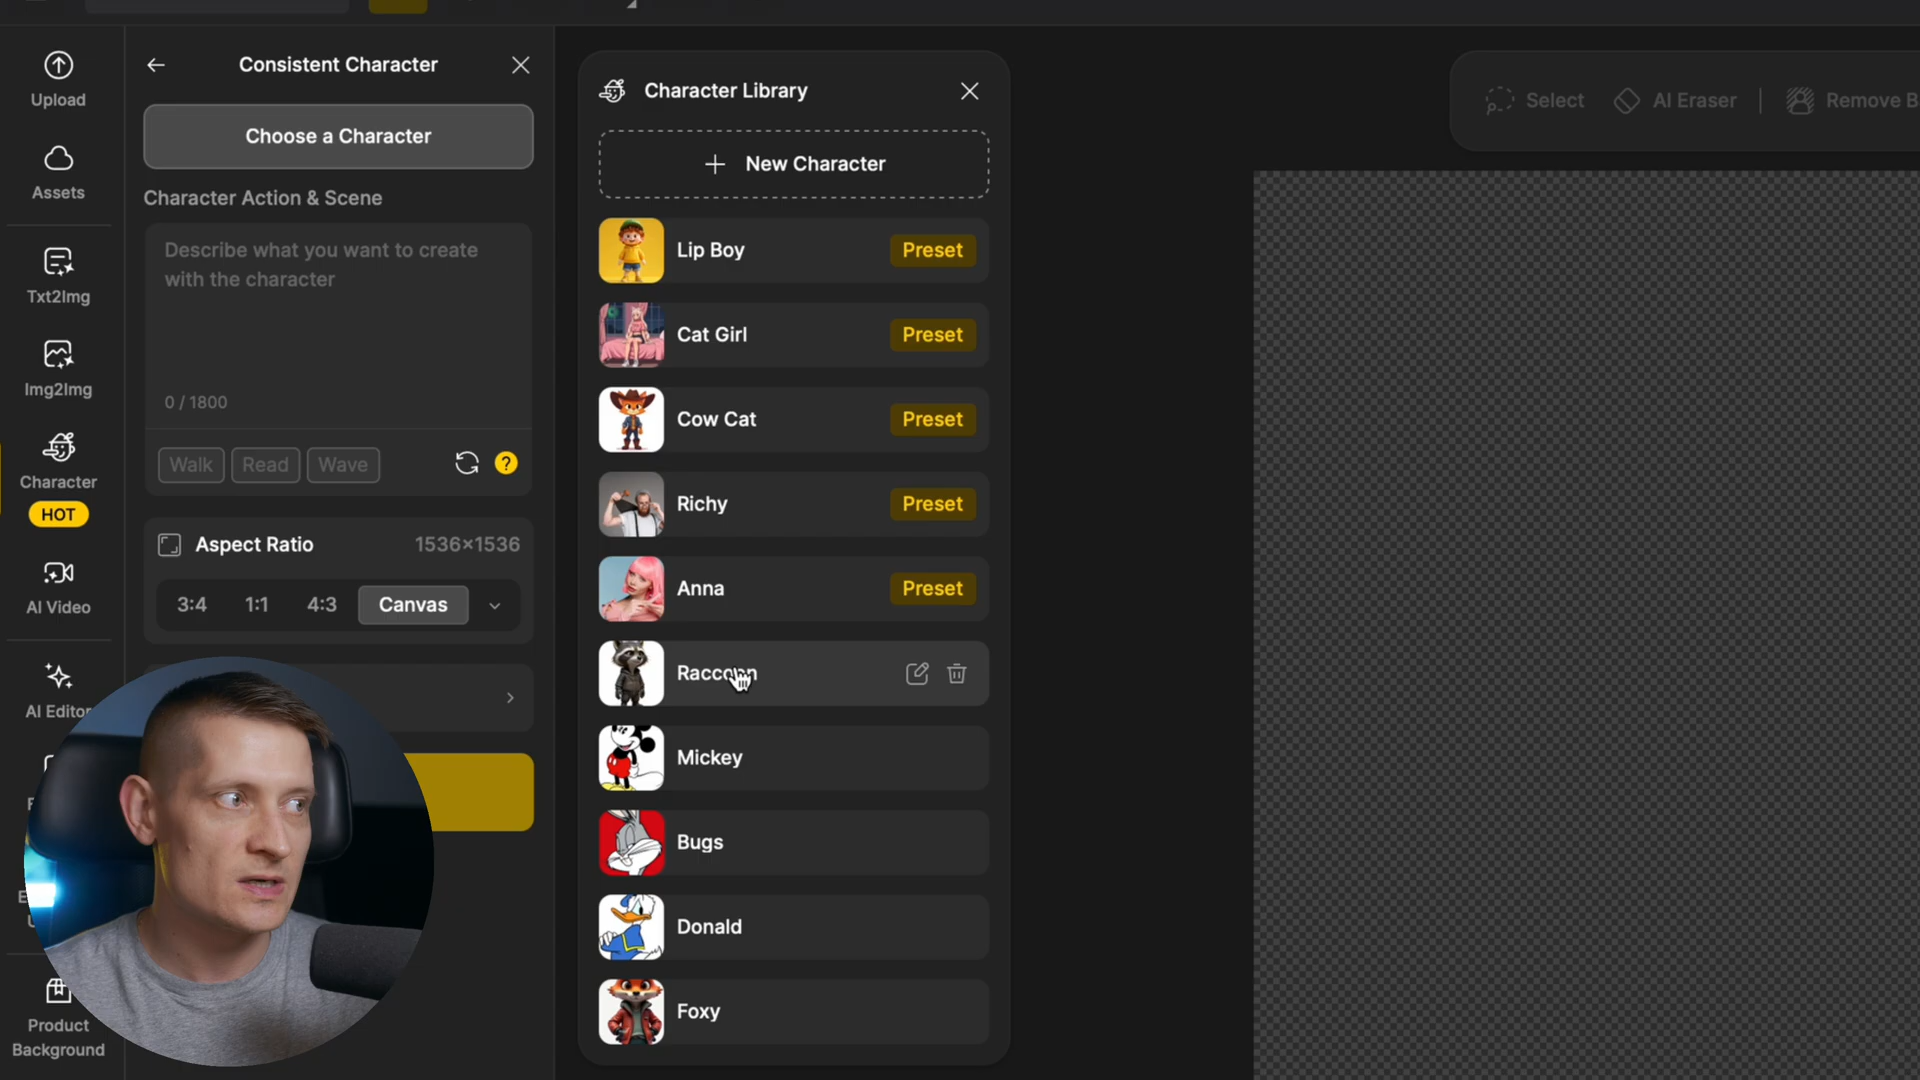 Upload
Assets
Txt2Img
Img2Img
Character
HOT
AI Video
AI Editor
Product
Background
Consistent Character
Choose a Character
Character Action & Scene
Describe what you want to create
with the character
0 / 1800
Walk
Read
Wave
?
Aspect Ratio
1536×1536
3:4
1:1
4:3
Canvas
Character Library
New Character
Lip Boy
Preset
Cat Girl
Preset
Cow Cat
Preset
Richy
Preset
Anna
Preset
Raccoon
Mickey
Bugs
Donald
Foxy
Select
AI Eraser
Remove B